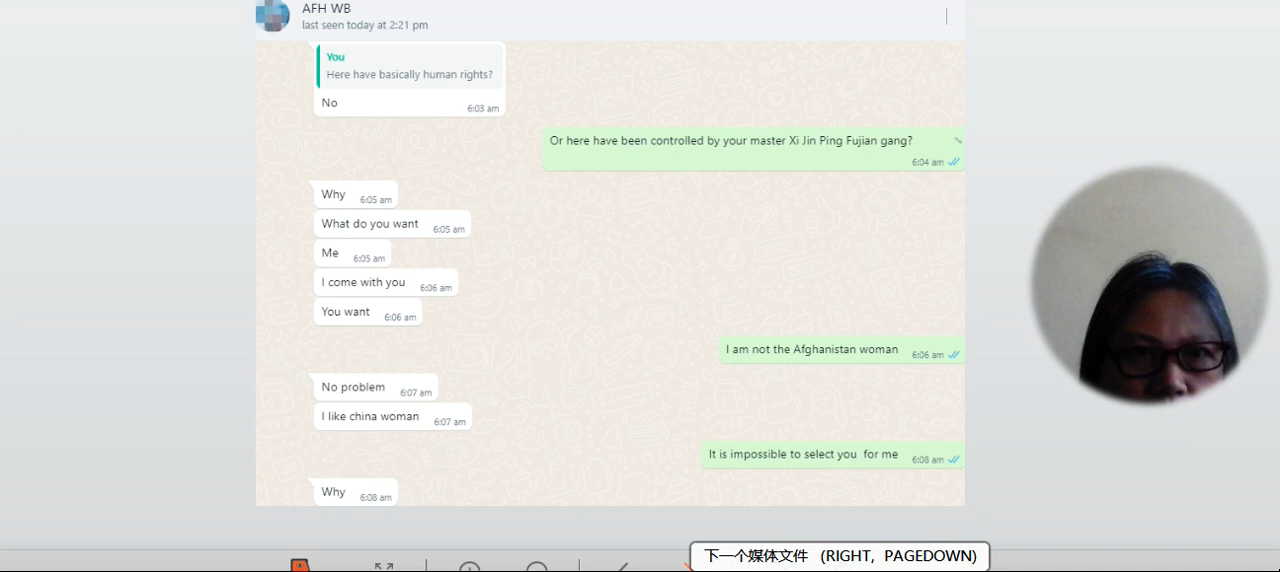 AFH WB
last seen today at 2:21 pm
You
Here have basically human rights?
No
6:03 am
Or here have been controlled by your master Xi Jin Ping Fujian gang?
6:04 am
Why 6:05 am
What do you want 6:05 am
Me 6:05 am
I come with you 6:06 am
You want 6:06 am
I am not the Afghanistan woman 6:06 am
No problem 6:07 am
I like china woman 6:07 am
It is impossible to select you for me 6:08 am
Why 6:08 am
下一个媒体文件 (RIGHT, PAGEDOWN)